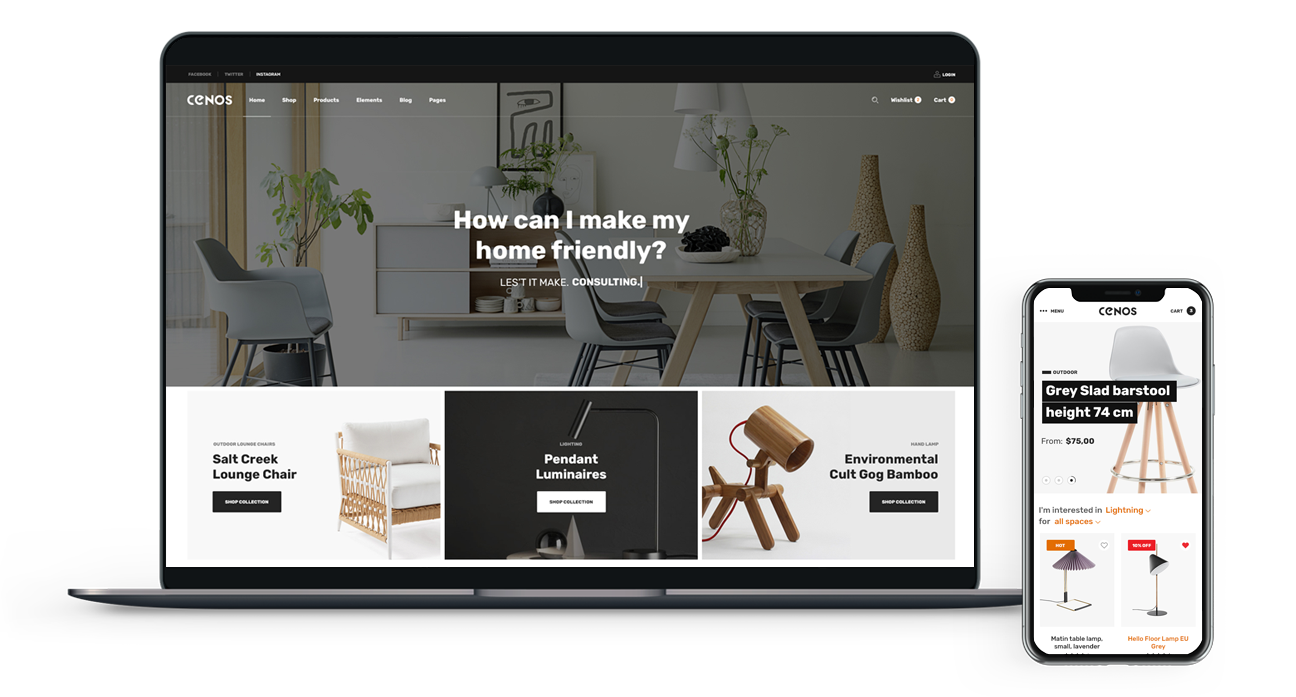 FACEBOOK | TWITTER | INSTAGRAM
LOGIN
CENOS
Home Shop Products Elements Blog Pages
Wishlist
Cart
How can I make my
home friendly?
LES'T IT MAKE. CONSULTING.|
OUTDOOR LOUNGE CHAIRS
Salt Creek
Lounge Chair
SHOP COLLECTION
LIGHTING
Pendant
Luminaires
SHOP COLLECTION
HAND LAMP
Environmental
Cult Gog Bamboo
SHOP COLLECTION
MENU
CENOS
CART
OUTDOOR
Grey Slad barstool
height 74 cm
From: $75,00
I'm interested in Lightning
for all spaces
HOT
10% OFF
Matin table lamp,
small, lavender
Hello Floor Lamp EU
Grey